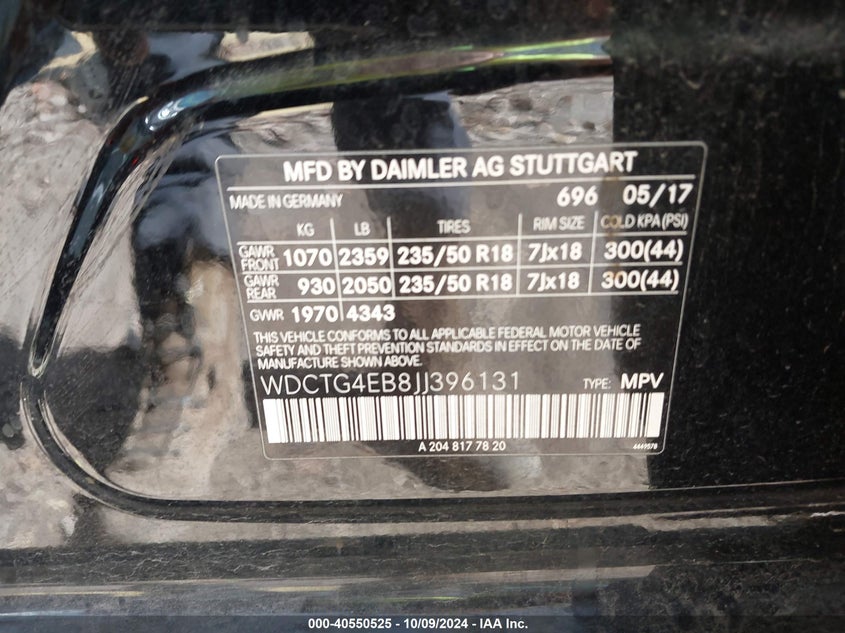 MFD BY DAIMLER AG STUTTGART
MADE IN GERMANY 696 05/17
KG LB TIRES RIM SIZE COLD KPA (PSI)
GAWR FRONT 1070 2359 235/50 R18 7Jx18 300(44)
GAWR REAR 930 2050 235/50 R18 7Jx18 300(44)
GVWR 1970 4343
THIS VEHICLE CONFORMS TO ALL APPLICABLE FEDERAL MOTOR VEHICLE
SAFETY AND THEFT PREVENTION STANDARDS IN EFFECT ON THE DATE OF
MANUFACTURE SHOWN ABOVE.
WDCTG4EB8JJ396131 TYPE: MPV
A 204 817 78 20 4449578
000-40550525 - 10/09/2024 - IAA Inc.